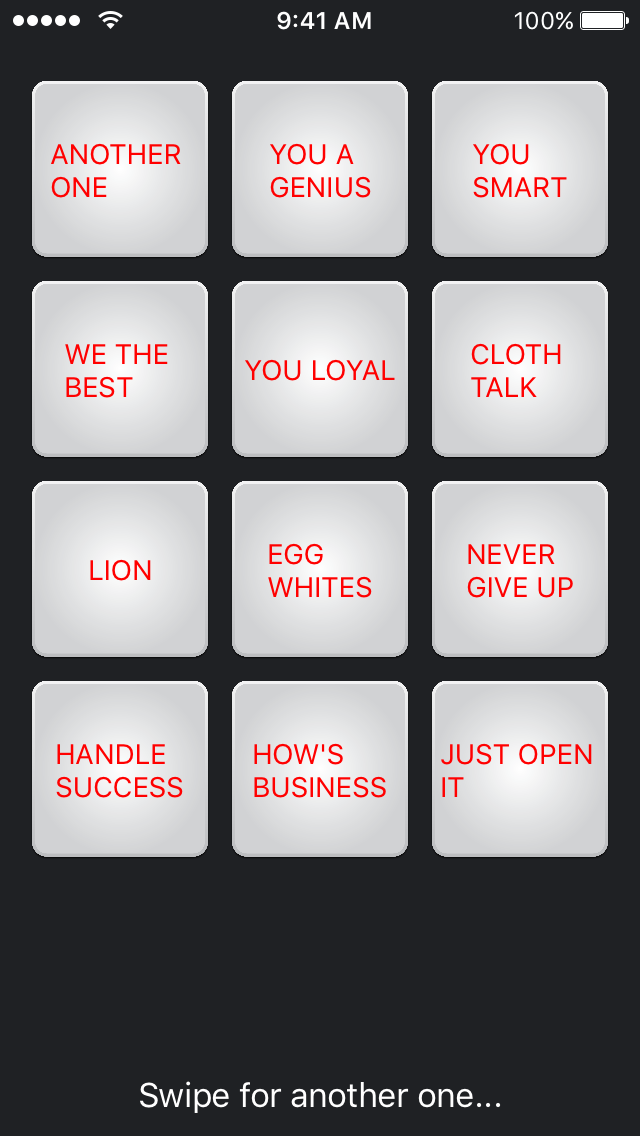 9:41 AM
100%
ANOTHER
ONE
YOU A
GENIUS
YOU
SMART
WE THE
BEST
YOU LOYAL
CLOTH
TALK
LION
EGG
WHITES
NEVER
GIVE UP
HANDLE
SUCCESS
HOW'S
BUSINESS
JUST OPEN
IT
Swipe for another one...